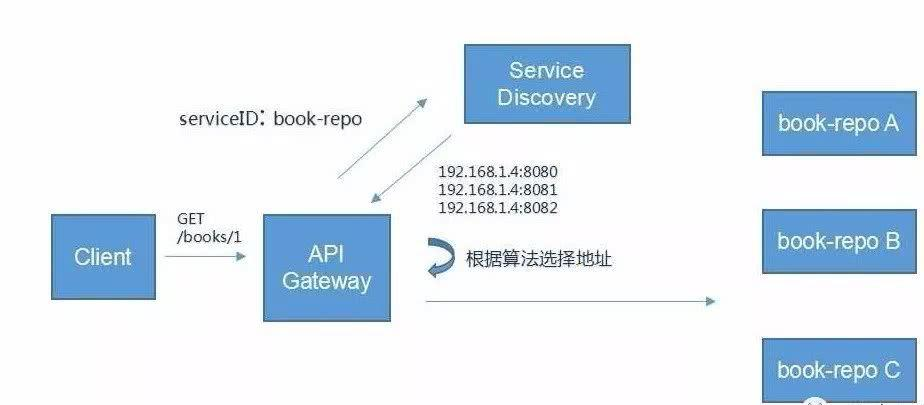 Service
Discovery
serviceID: book-repo
book-repo A
192.168.1.4:8080
192.168.1.4:8081
192.168.1.4:8082
GET
/books/1
Client
API
Gateway
根据算法选择地址
book-repo B
book-repo C